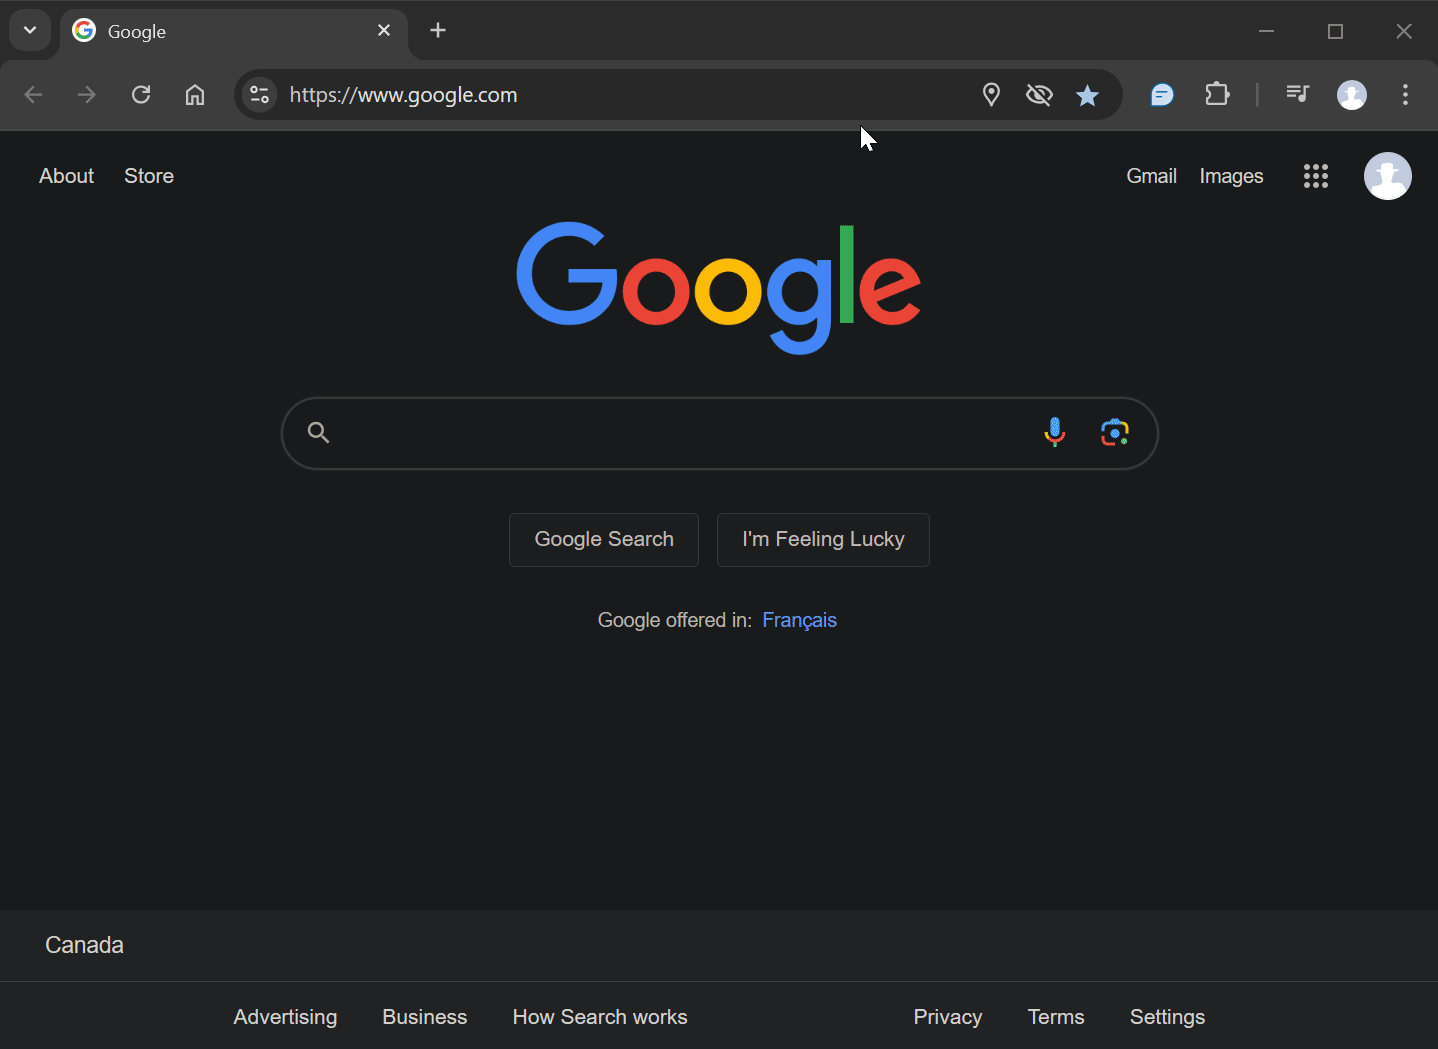 Google
https://www.google.com
About Store Gmail Images
Google
Google Search I'm Feeling Lucky
Google offered in: Français
Canada
Advertising Business How Search works Privacy Terms Settings